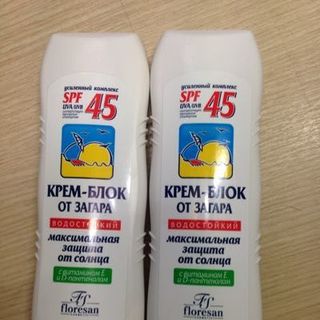 усиленный комплекс
SPF
UVA/UVB
45
КРЕМ-БЛОК
ОТ ЗАГАРА
ВОДОСТОЙКИЙ
максимальная
защита
от солнца
с витамином Е
и D-пантенолом
floresan
усиленный комплекс
SPF
UVA/UVB
45
КРЕМ-БЛОК
ОТ ЗАГАРА
ВОДОСТОЙКИЙ
максимальная
защита
от солнца
с витамином Е
и D-пантенолом
floresan